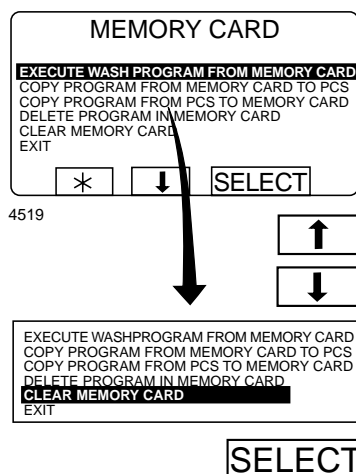 MEMORY CARD
EXECUTE WASH PROGRAM FROM MEMORY CARD
COPY PROGRAM FROM MEMORY CARD TO PCS
COPY PROGRAM FROM PCS TO MEMORY CARD
DELETE PROGRAM IN MEMORY CARD
CLEAR MEMORY CARD
EXIT
SELECT
4519
EXECUTE WASHPROGRAM FROM MEMORY CARD
COPY PROGRAM FROM MEMORY CARD TO PCS
COPY PROGRAM FROM PCS TO MEMORY CARD
DELETE PROGRAM IN MEMORY CARD
CLEAR MEMORY CARD
EXIT
SELECT